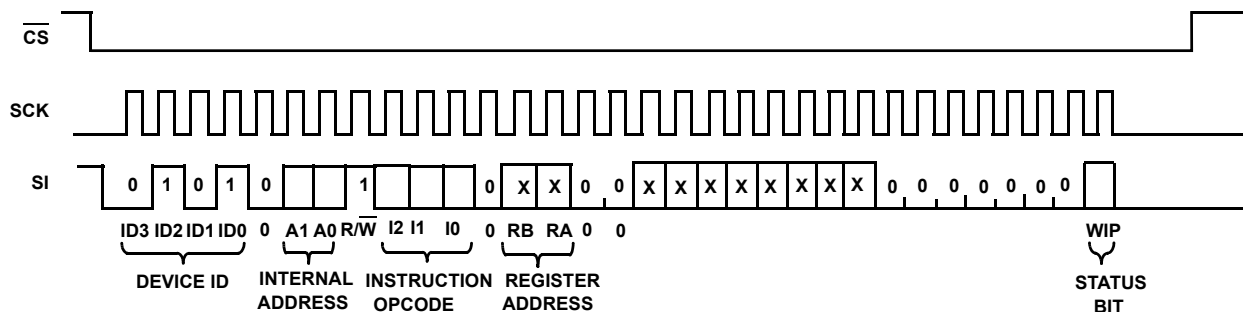 CS
SCK
SI
0 1 0 1 0 1 0 X X 0 0 X X X X X X X X 0 0 0 0 0 0 0
ID3 ID2 ID1 ID0 0 A1 A0 R/W I2 I1 I0 0 RB RA 0 0 WIP
DEVICE ID
INTERNAL ADDRESS
INSTRUCTION OPCODE
REGISTER ADDRESS
STATUS BIT